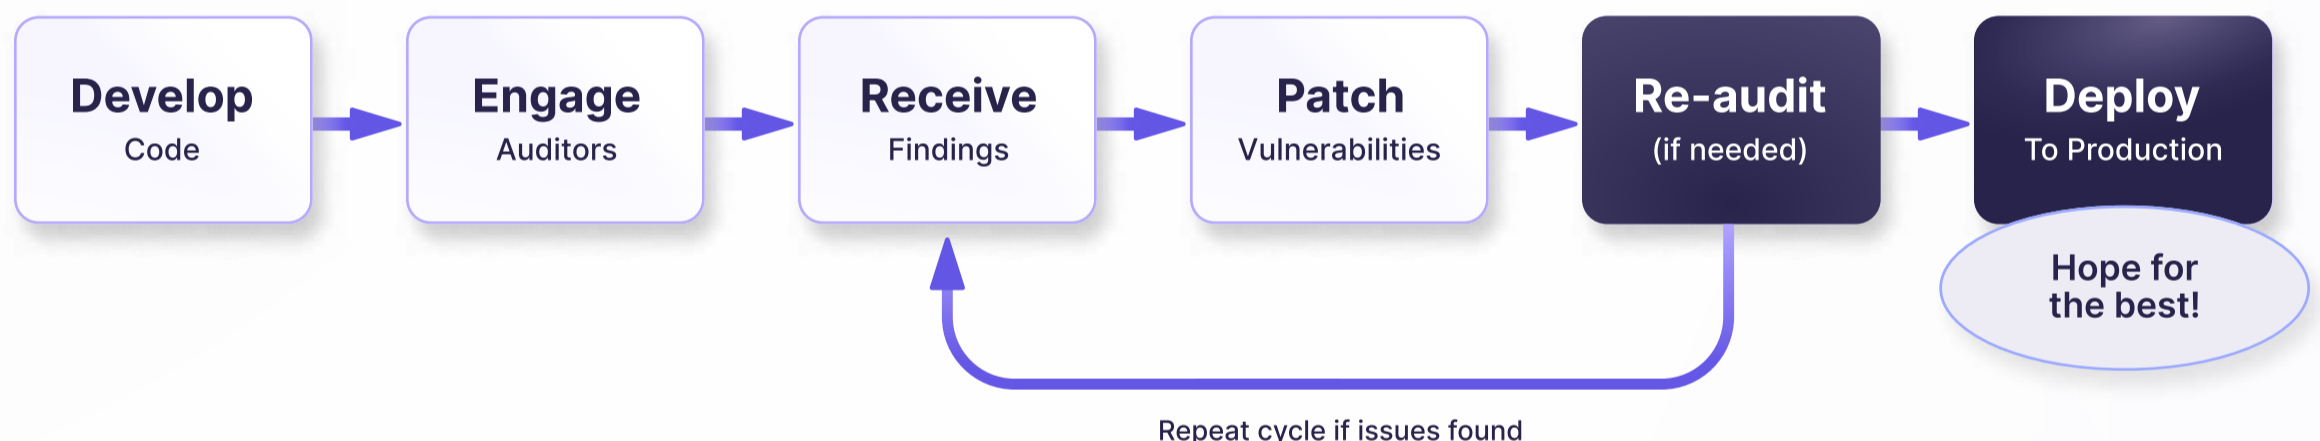 Develop
Code
Engage
Auditors
Receive
Findings
Patch
Vulnerabilities
Re-audit
(if needed)
Deploy
To Production
Hope for
the best!
Repeat cycle if issues found